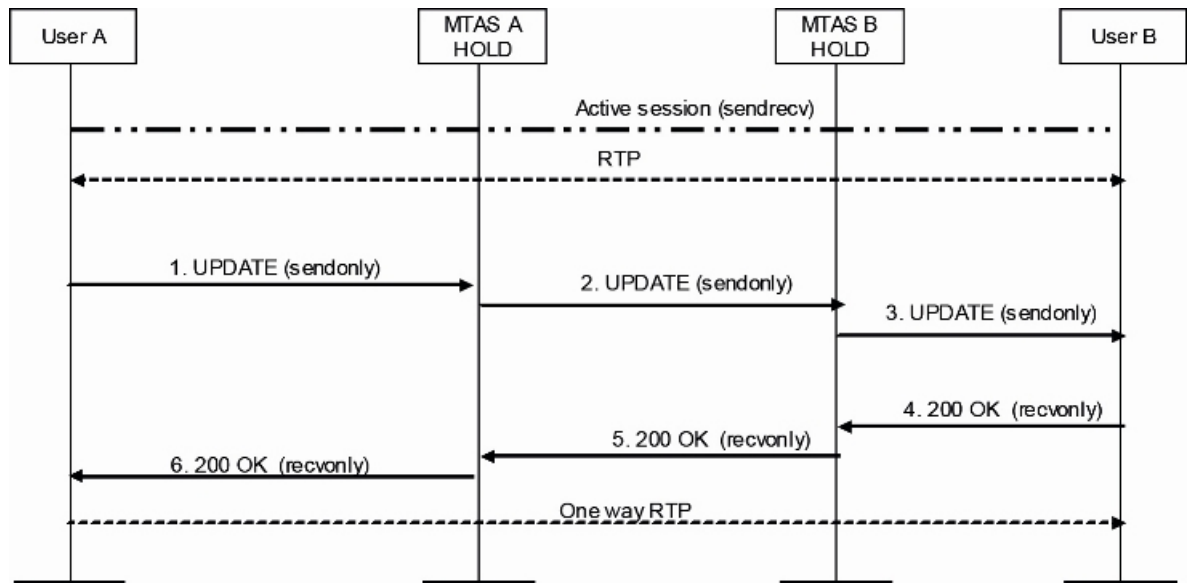 User A
MTAS A
HOLD
MTAS B
HOLD
User B
Active session (sendrecv)
RTP
1. UPDATE (sendonly)
2. UPDATE (sendonly)
3. UPDATE (sendonly)
4. 200 OK (recvonly)
5. 200 OK (recvonly)
6. 200 OK (recvonly)
One way RTP